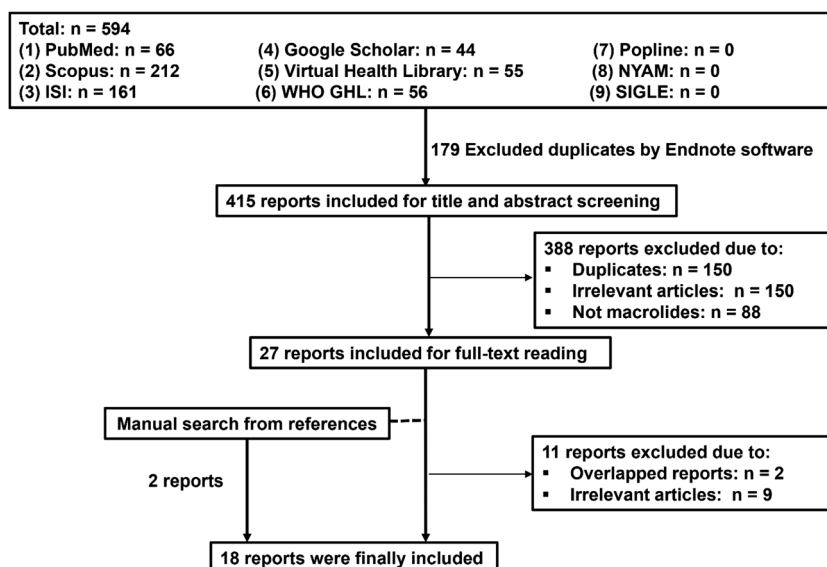 Total: n = 594
(1) PubMed: n = 66 (4) Google Scholar: n = 44 (7) Popline: n = 0
(2) Scopus: n = 212 (5) Virtual Health Library: n = 55 (8) NYAM: n = 0
(3) ISI: n = 161 (6) WHO GHL: n = 56 (9) SIGLE: n = 0
179 Excluded duplicates by Endnote software
415 reports included for title and abstract screening
388 reports excluded due to:
▪ Duplicates: n = 150
▪ Irrelevant articles: n = 150
▪ Not macrolides: n = 88
27 reports included for full-text reading
Manual search from references
11 reports excluded due to:
▪ Overlapped reports: n = 2
▪ Irrelevant articles: n = 9
2 reports
18 reports were finally included